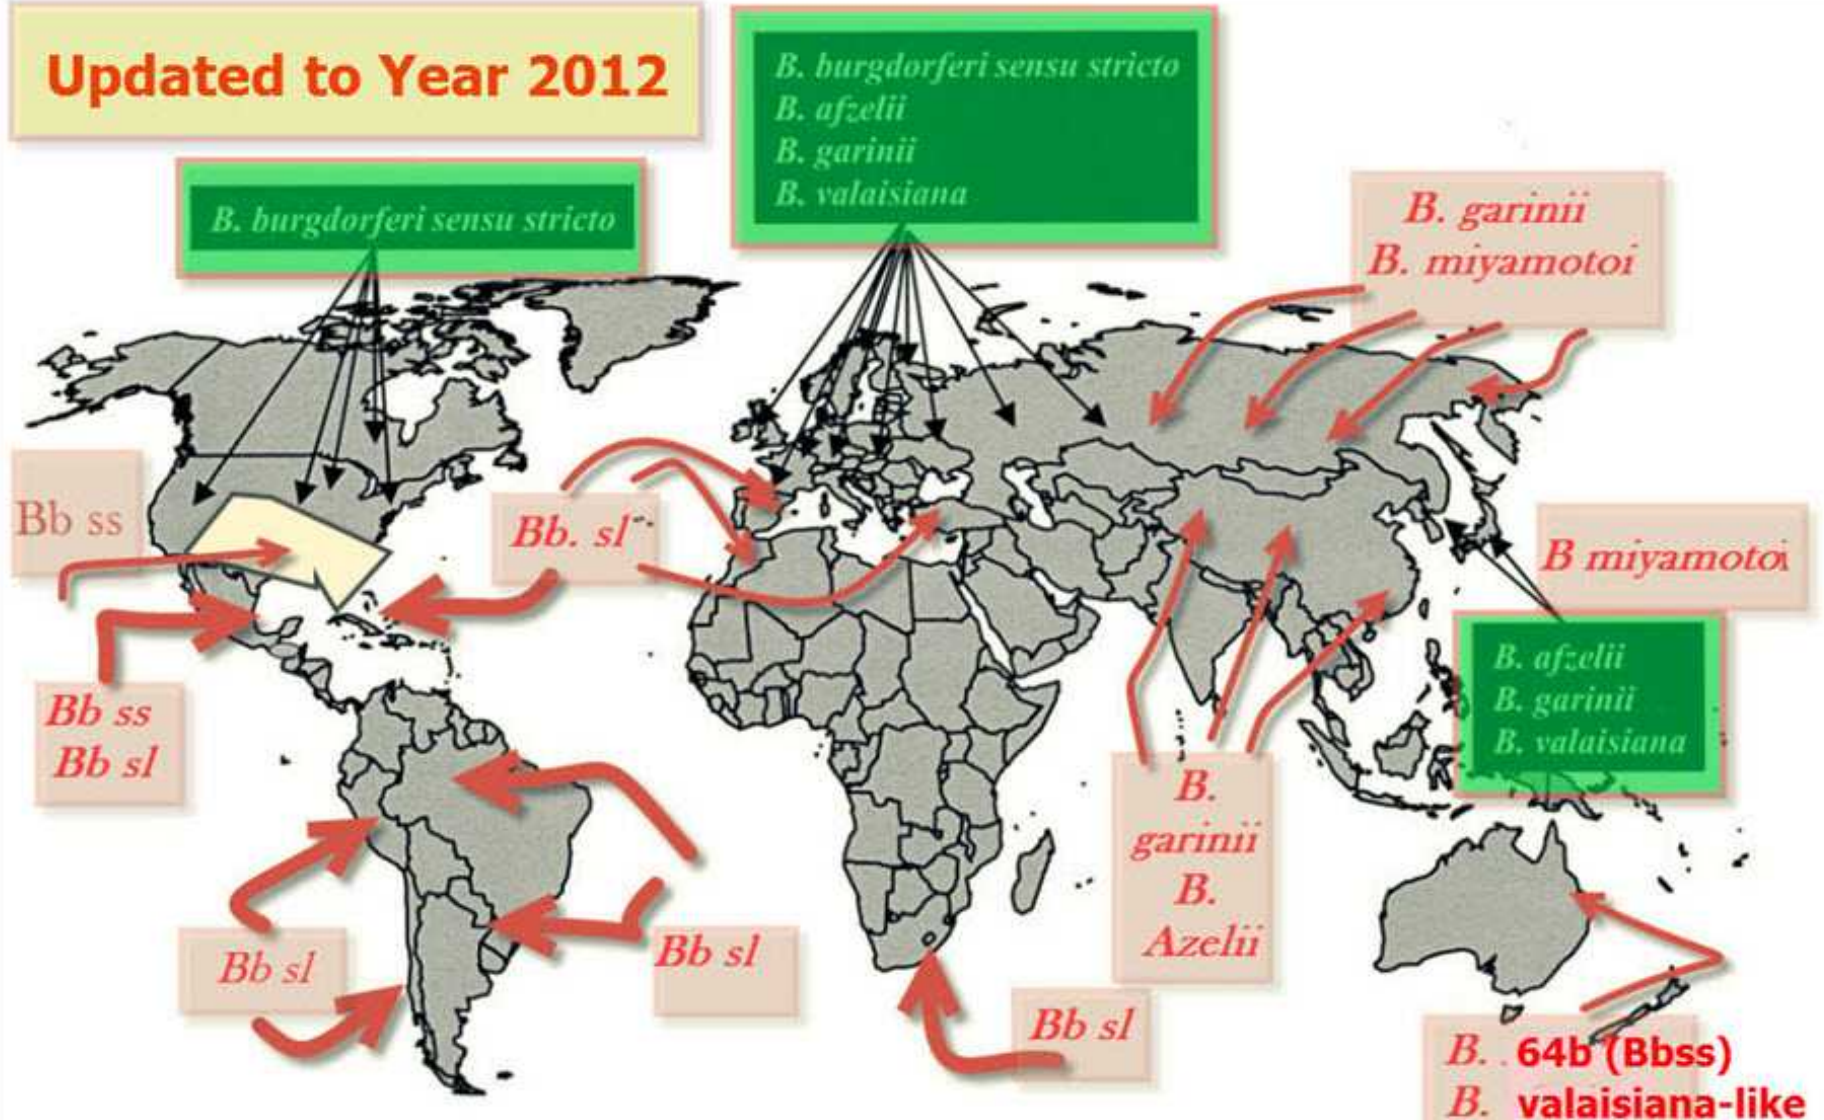 Updated to Year 2012
B. burgdorferi sensu stricto
B. afzelii
B. garinii
B. valaisiana
B. burgdorferi sensu stricto
B. garinii
B. miyamotoi
Bb ss
Bb. sl
B miyamotoi
Bb ss
Bb sl
B. afzelii
B. garinii
B. valaisiana
B.
garinii
B.
Azelii
Bb sl
Bb sl
Bb sl
B. . 64b (Bbss)
B. valaisiana-like